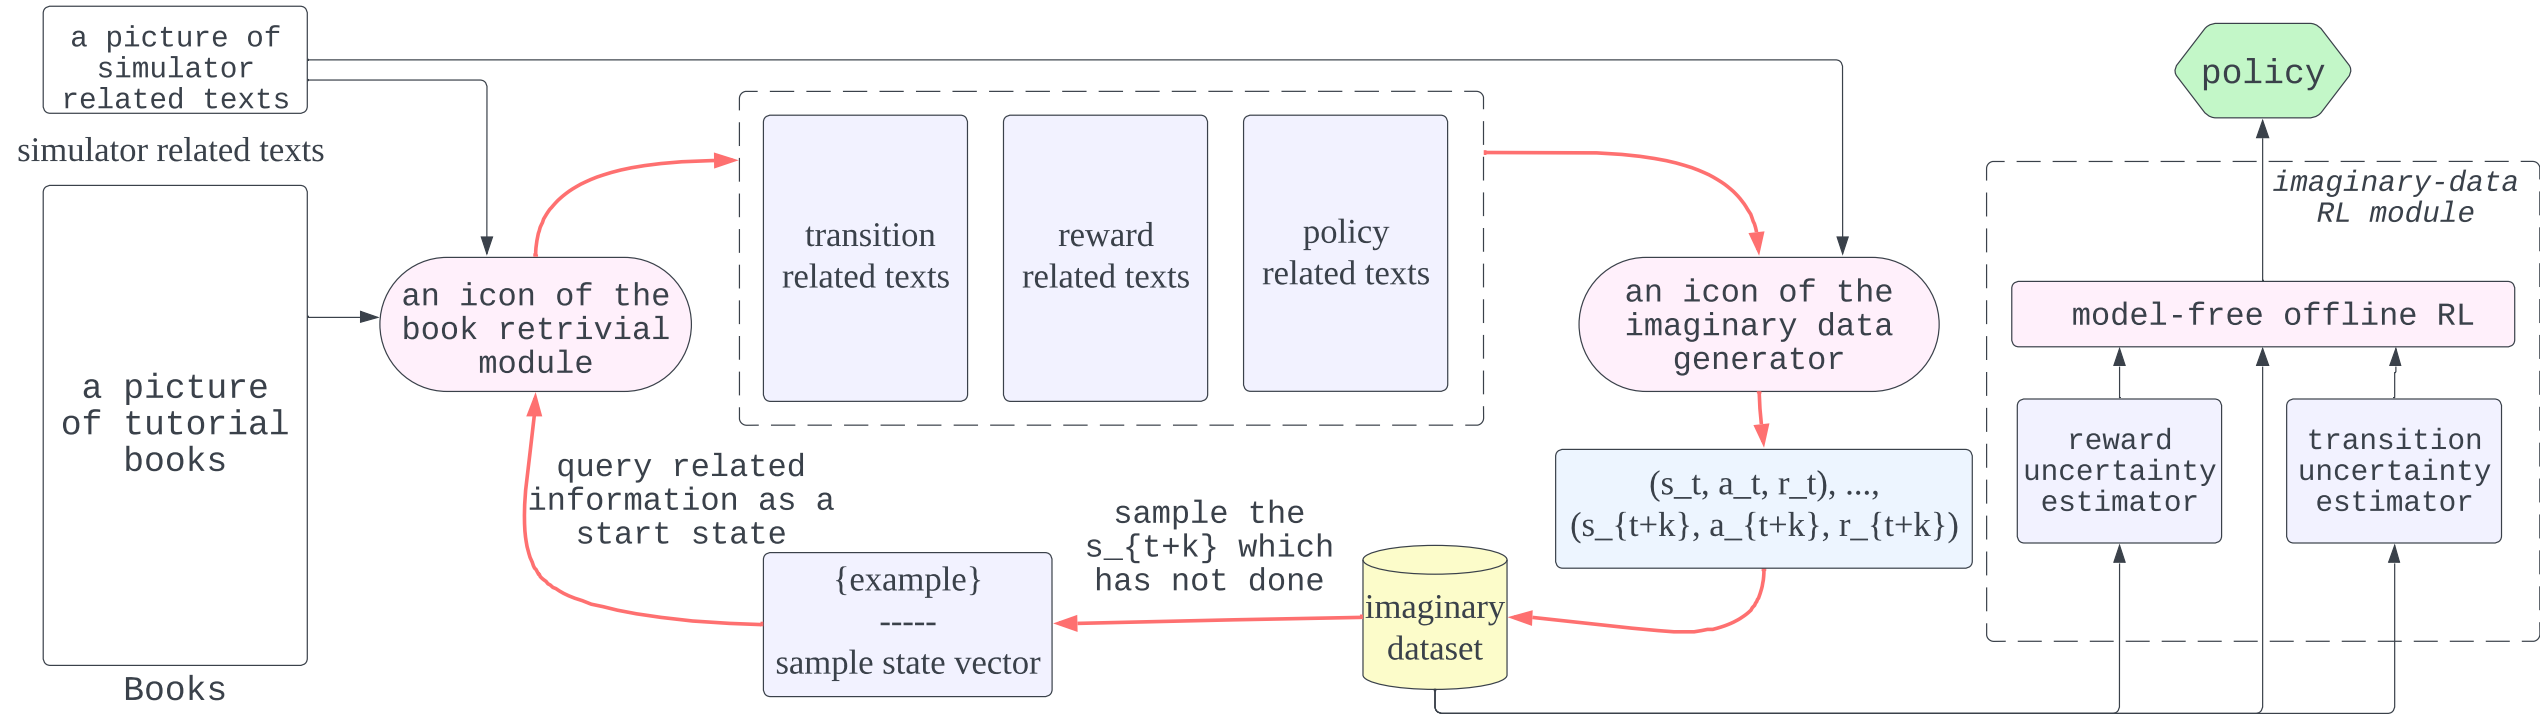 a picture of
simulator
related texts
simulator related texts
a picture
of tutorial
books
Books
an icon of the
book retrivial
module
transition
related texts
reward
related texts
policy
related texts
query related
information as a
start state
{example}
-----
sample state vector
sample the
s_{t+k} which
has not done
imaginary
dataset
an icon of the
imaginary data
generator
(s_t, a_t, r_t), ...,
(s_{t+k}, a_{t+k}, r_{t+k})
policy
imaginary-data
RL module
model-free offline RL
reward
uncertainty
estimator
transition
uncertainty
estimator